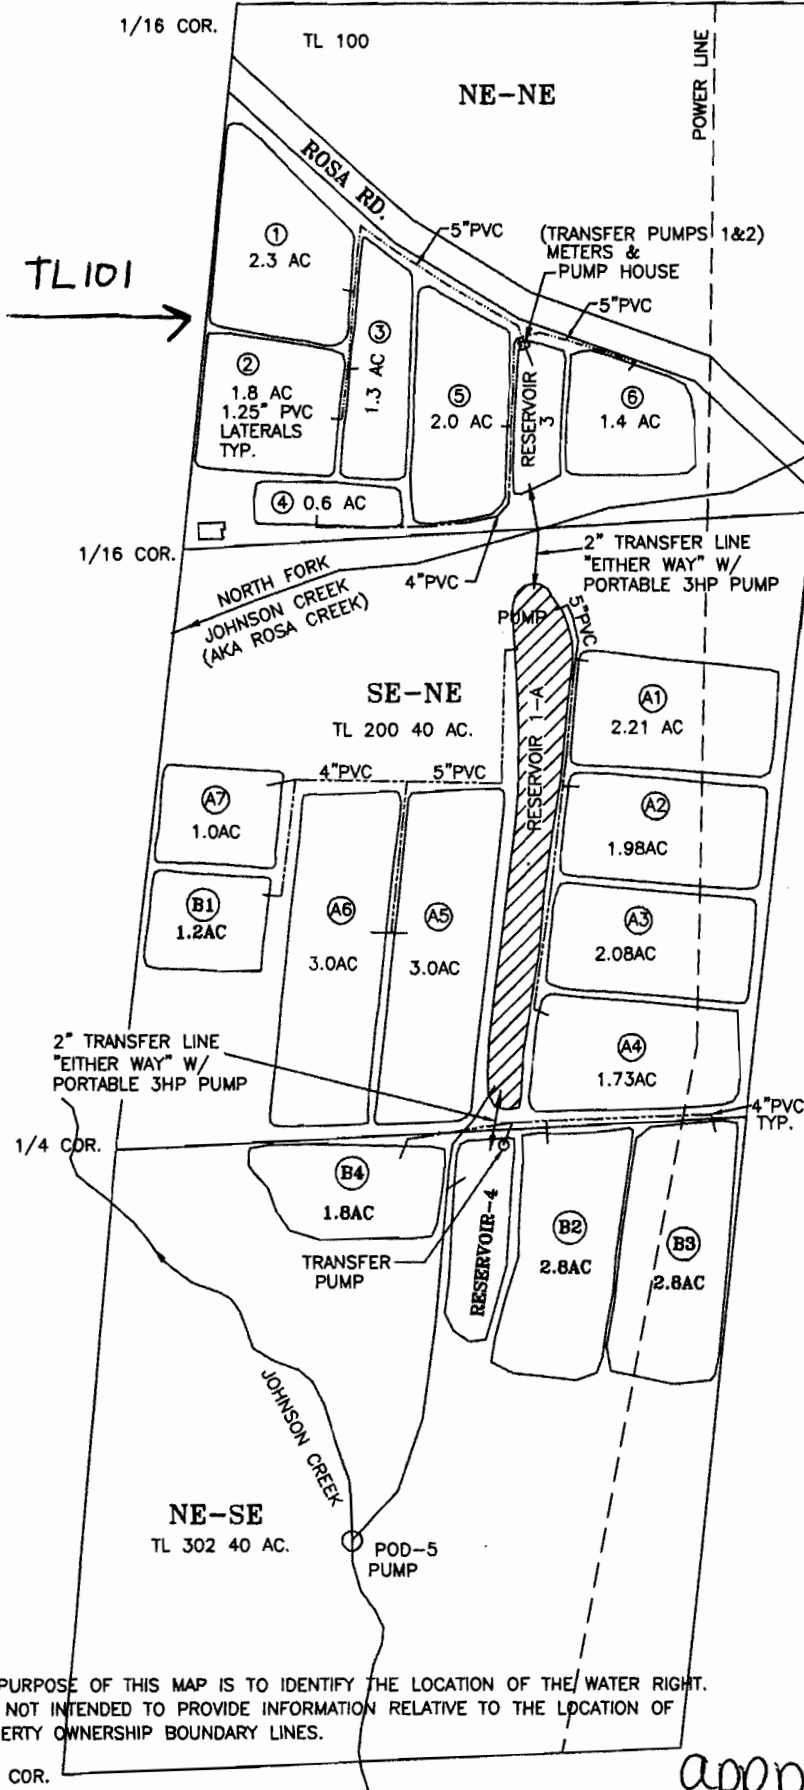 1/16 COR.
TL 100
NE-NE
POWER LINE
ROSA RD.
5"PVC
(TRANSFER PUMPS 1&2)
METERS &
PUMP HOUSE
5"PVC
TL101
1
2.3 AC
2
1.8 AC
1.25" PVC
LATERALS
TYP.
3
1.3 AC
5
2.0 AC
RESERVOIR
3
6
1.4 AC
4 0.6 AC
1/16 COR.
4"PVC
2" TRANSFER LINE
"EITHER WAY" W/
PORTABLE 3HP PUMP
NORTH FORK
JOHNSON CREEK
(AKA ROSA CREEK)
PUMP
5"PVC
SE-NE
TL 200 40 AC.
RESERVOIR 1-A
A1
2.21 AC
4"PVC
5"PVC
A7
1.0AC
A2
1.98AC
B1
1.2AC
A6
3.0AC
A5
3.0AC
A3
2.08AC
2" TRANSFER LINE
"EITHER WAY" W/
PORTABLE 3HP PUMP
A4
1.73AC
4"PVC
TYP.
1/4 COR.
B4
1.8AC
TRANSFER
PUMP
RESERVOIR-4
B2
2.8AC
B3
2.8AC
JOHNSON CREEK
NE-SE
TL 302 40 AC.
POD-5
PUMP
PURPOSE OF THIS MAP IS TO IDENTIFY THE LOCATION OF THE WATER RIGHT.
NOT INTENDED TO PROVIDE INFORMATION RELATIVE TO THE LOCATION OF
ERTY OWNERSHIP BOUNDARY LINES.
COR.